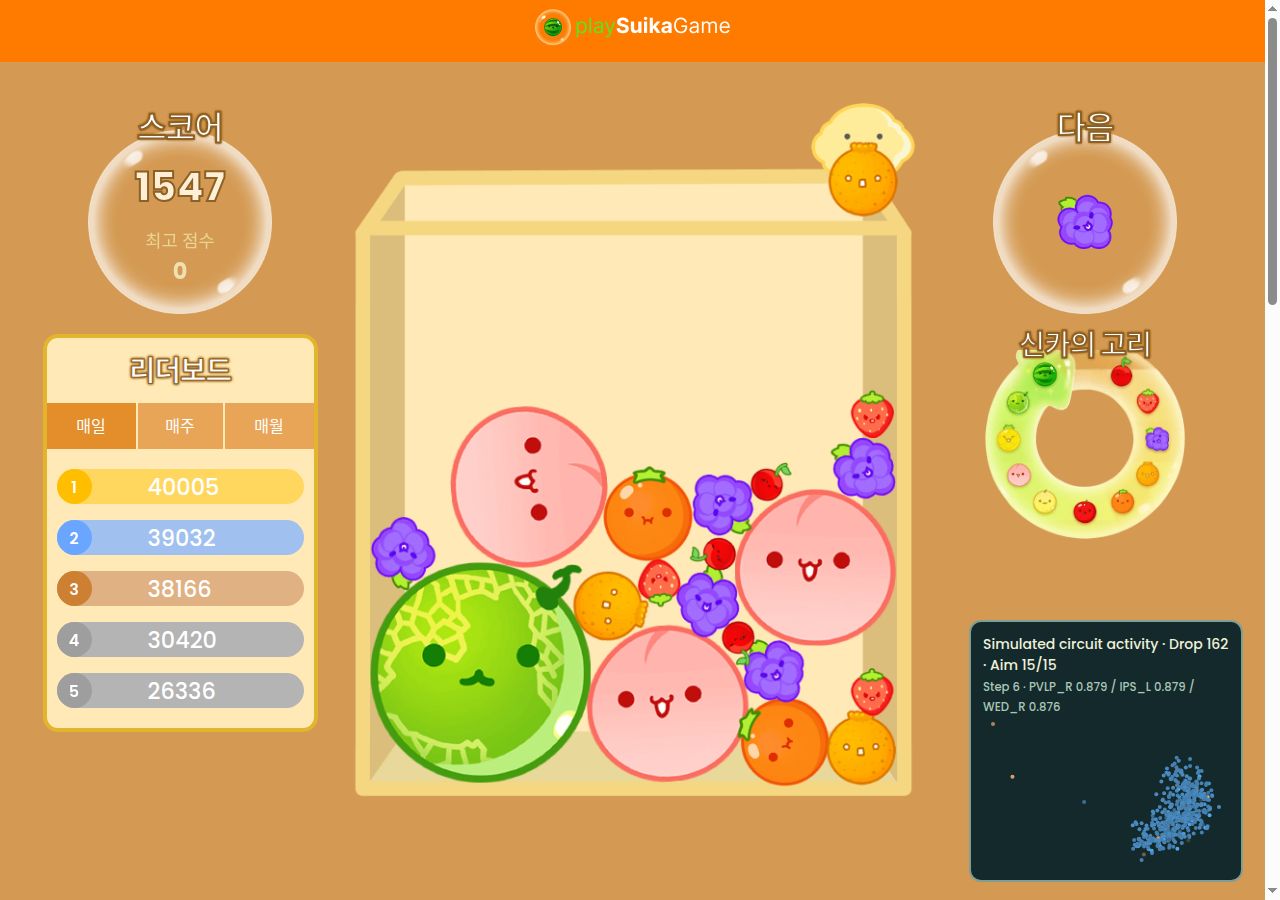 playSuikaGame
스코어
1547
최고 점수
0
리더보드
매일 매주 매월
1 40005
2 39032
3 38166
4 30420
5 26336
다음
신카의 고리
Simulated circuit activity · Drop 162
· Aim 15/15
Step 6 · PVLP_R 0.879 / IPS_L 0.879 /
WED_R 0.876